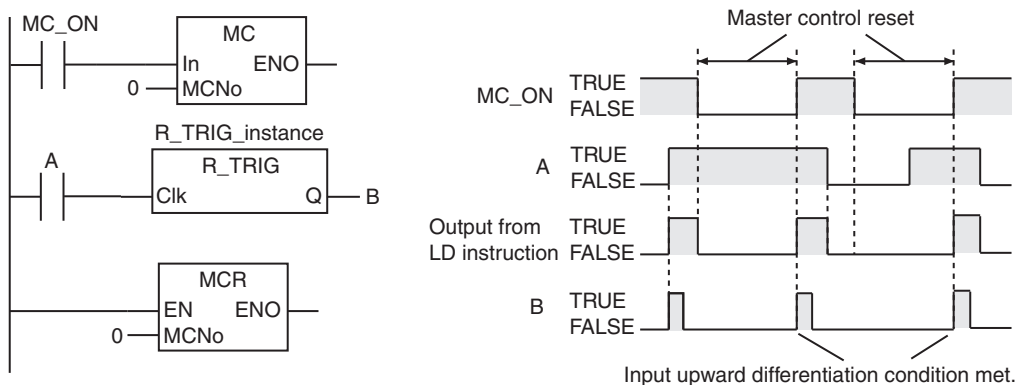 MC_ON
MC
In ENO
0 MCNo
R_TRIG_instance
A
R_TRIG
Clk Q B
MCR
EN ENO
0 MCNo
Master control reset
MC_ON TRUE
FALSE
A TRUE
FALSE
Output from LD instruction TRUE
FALSE
B TRUE
FALSE
Input upward differentiation condition met.